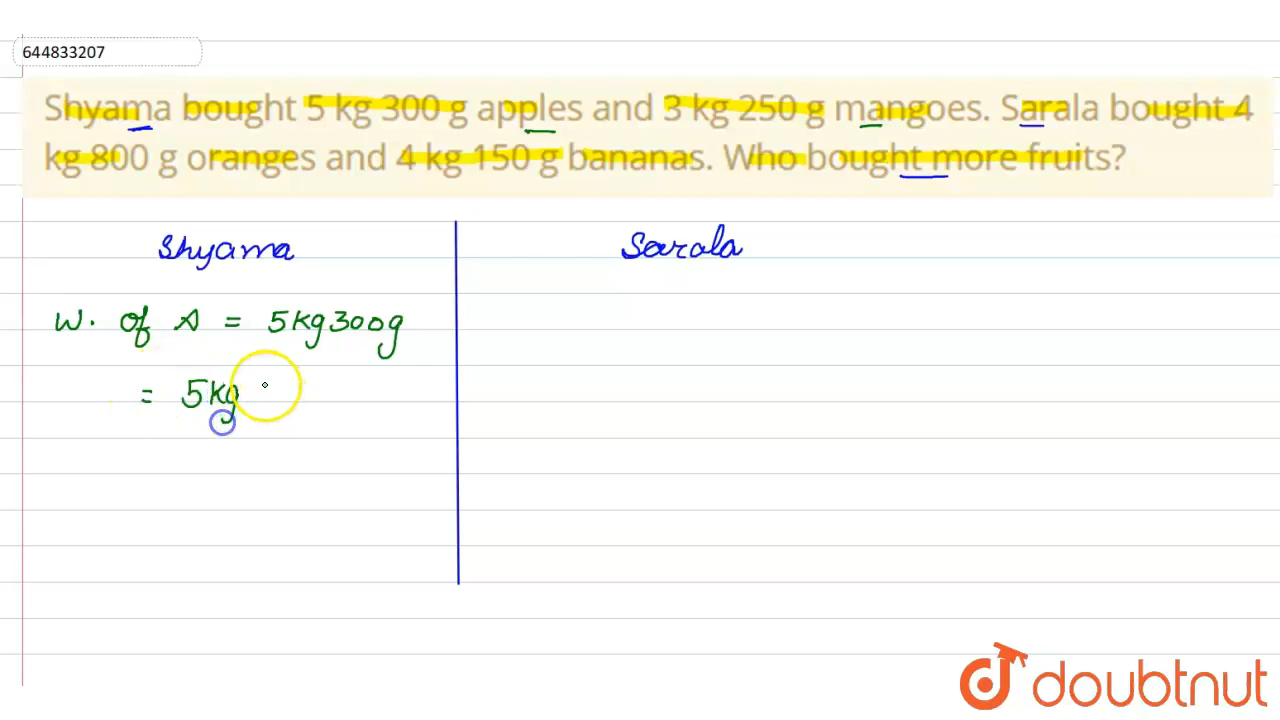 644833207
Shyama bought 5 kg 300 g apples and 3 kg 250 g mangoes. Sarala bought 4
kg 800 g oranges and 4 kg 150 g bananas. Who bought more fruits?
Shyama
Sarala
W. of A = 5kg300g
= 5kg
doubtnut